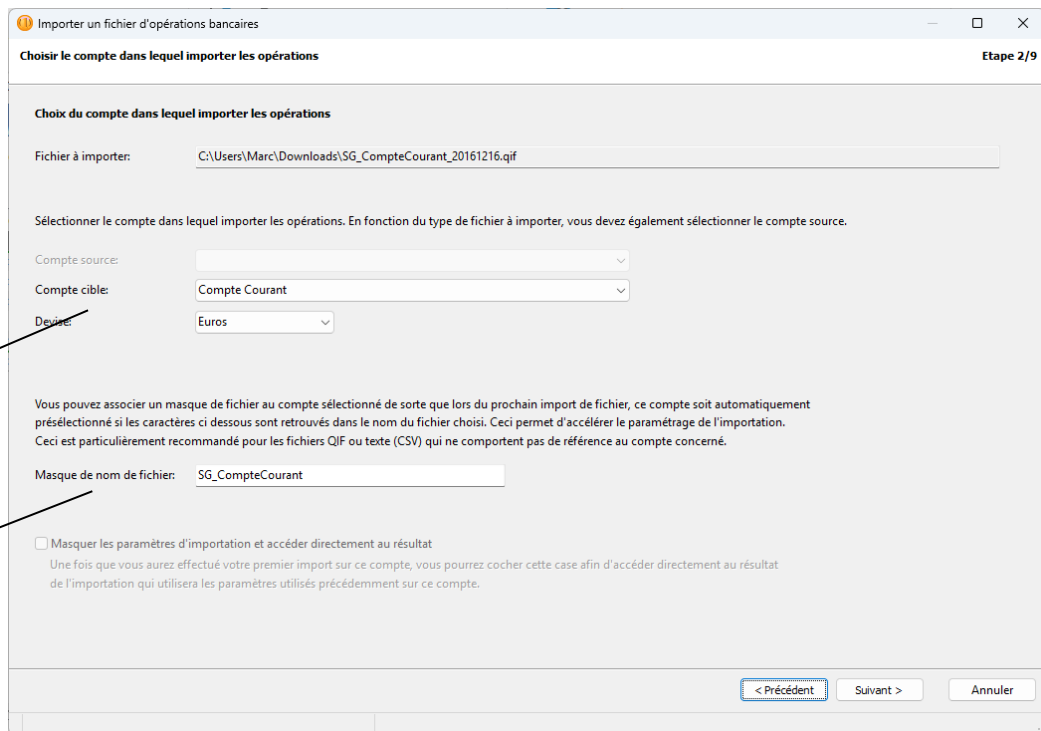 Importer un fichier d'opérations bancaires
Choisir le compte dans lequel importer les opérations Etape 2/9
Choix du compte dans lequel importer les opérations
Fichier à importer: C:\Users\Marc\Downloads\SG_CompteCourant_20161216.qif
Sélectionner le compte dans lequel importer les opérations. En fonction du type de fichier à importer, vous devez également sélectionner le compte source.
Compte source:
Compte cible: Compte Courant
Devise: Euros
Vous pouvez associer un masque de fichier au compte sélectionné de sorte que lors du prochain import de fichier, ce compte soit automatiquement
présélectionné si les caractères ci dessous sont retrouvés dans le nom du fichier choisi. Ceci permet d'accélérer le paramétrage de l'importation.
Ceci est particulièrement recommandé pour les fichiers QIF ou texte (CSV) qui ne comportent pas de référence au compte concerné.
Masque de nom de fichier: SG_CompteCourant
Masquer les paramètres d'importation et accéder directement au résultat
Une fois que vous aurez effectué votre premier import sur ce compte, vous pourrez cocher cette case afin d'accéder directement au résultat
de l'importation qui utilisera les paramètres utilisés précédemment sur ce compte.
< Précédent Suivant > Annuler